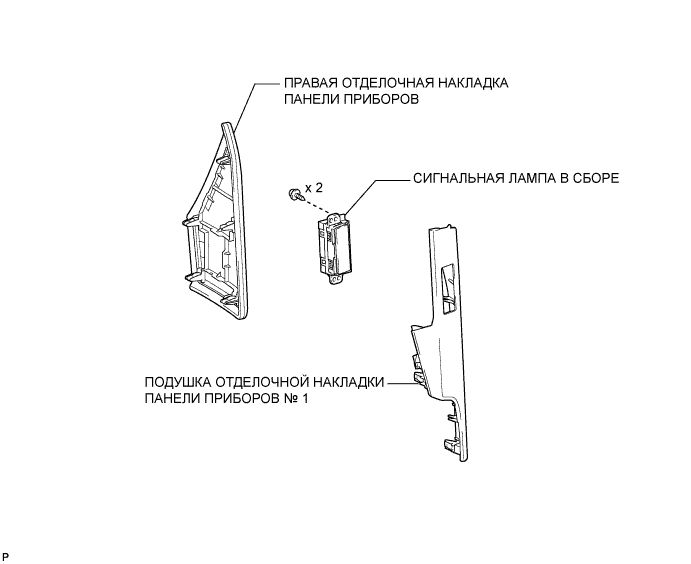 ПРАВАЯ ОТДЕЛОЧНАЯ НАКЛАДКА
ПАНЕЛИ ПРИБОРОВ
x 2
СИГНАЛЬНАЯ ЛАМПА В СБОРЕ
ПОДУШКА ОТДЕЛОЧНОЙ НАКЛАДКИ
ПАНЕЛИ ПРИБОРОВ № 1
P